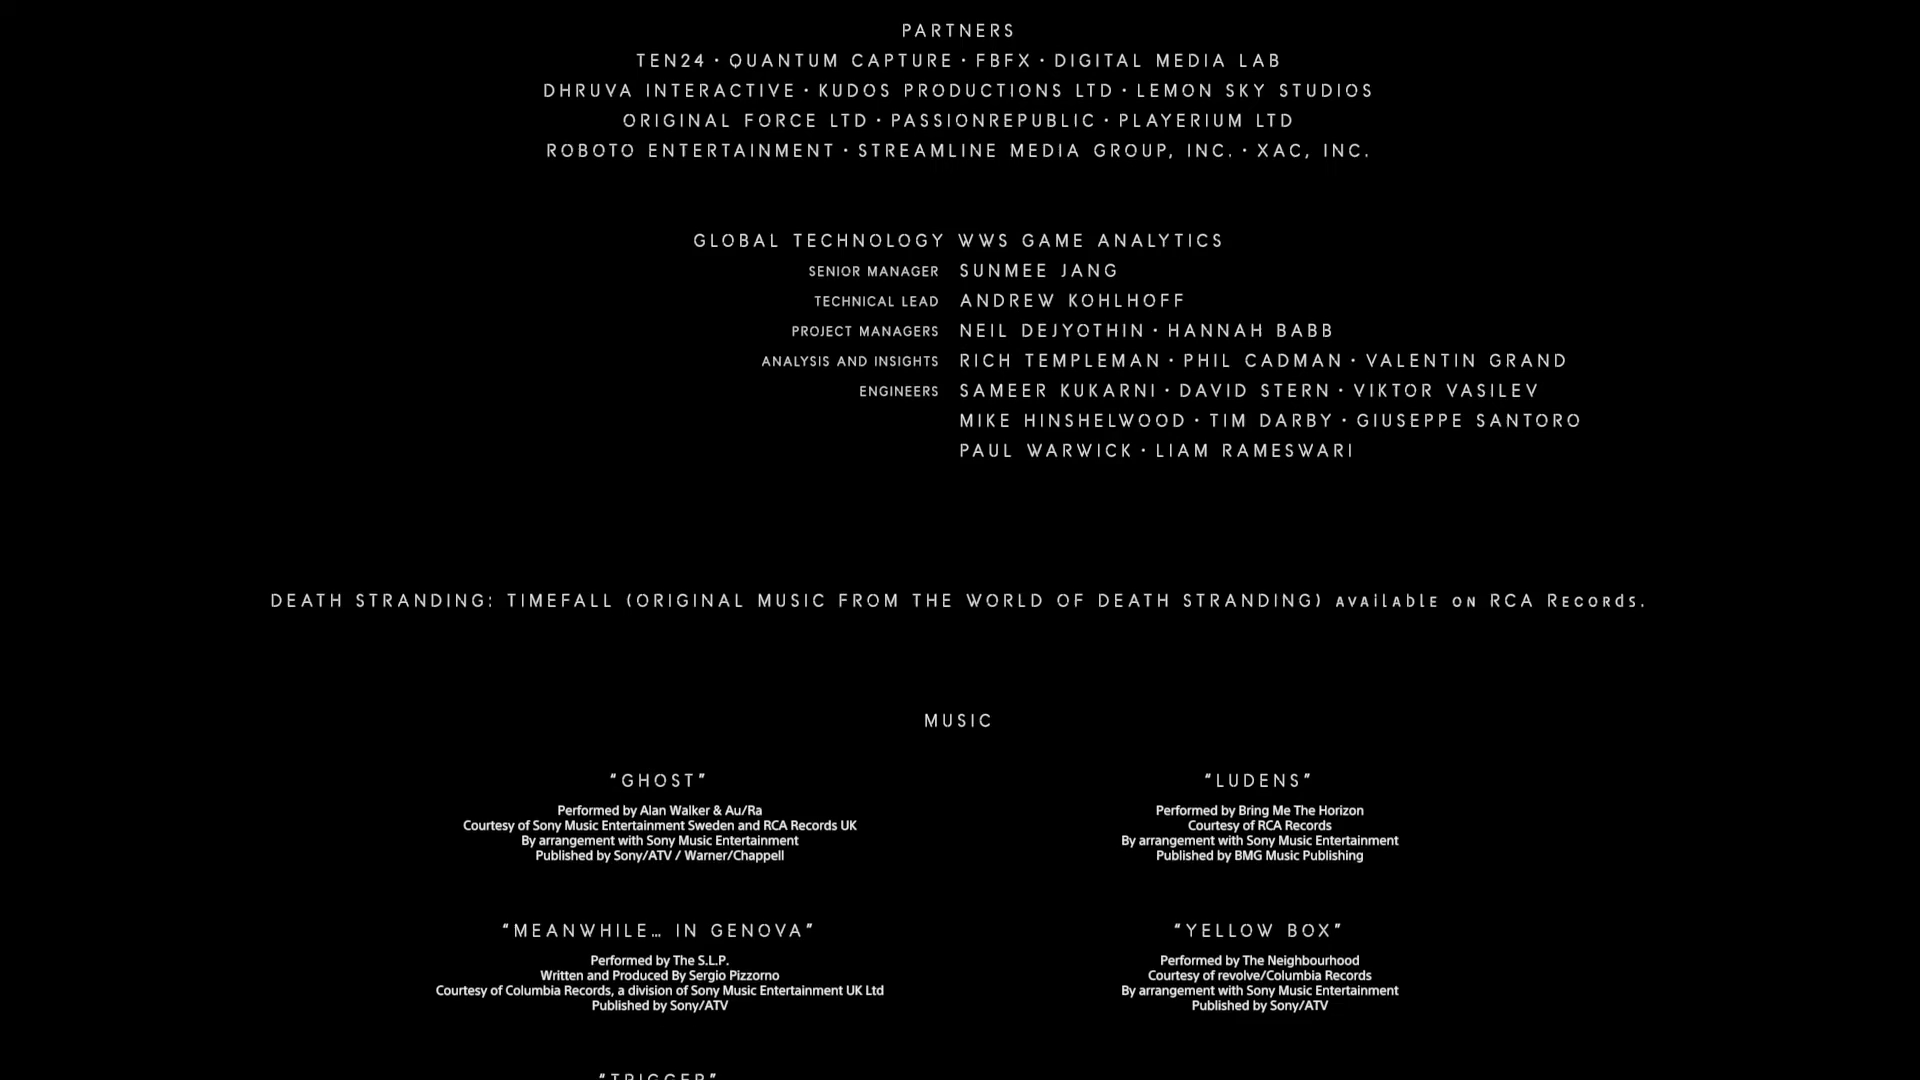 PARTNERS
TEN24 · QUANTUM CAPTURE · FBFX · DIGITAL MEDIA LAB
DHRUVA INTERACTIVE · KUDOS PRODUCTIONS LTD · LEMON SKY STUDIOS
ORIGINAL FORCE LTD · PASSIONREPUBLIC · PLAYERIUM LTD
ROBOTO ENTERTAINMENT · STREAMLINE MEDIA GROUP, INC. · XAC, INC.
GLOBAL TECHNOLOGY WWS GAME ANALYTICS
SENIOR MANAGER SUNMEE JANG
TECHNICAL LEAD ANDREW KOHLHOFF
PROJECT MANAGERS NEIL DEJYOTHIN · HANNAH BABB
ANALYSIS AND INSIGHTS RICH TEMPLEMAN · PHIL CADMAN · VALENTIN GRAND
ENGINEERS SAMEER KUKARNI · DAVID STERN · VIKTOR VASILEV
MIKE HINSHELWOOD · TIM DARBY · GIUSEPPE SANTORO
PAUL WARWICK · LIAM RAMESWARI
DEATH STRANDING: TIMEFALL (ORIGINAL MUSIC FROM THE WORLD OF DEATH STRANDING) available on RCA Records.
MUSIC
“GHOST”
Performed by Alan Walker & Au/Ra
Courtesy of Sony Music Entertainment Sweden and RCA Records UK
By arrangement with Sony Music Entertainment
Published by Sony/ATV / Warner/Chappell
“LUDENS”
Performed by Bring Me The Horizon
Courtesy of RCA Records
By arrangement with Sony Music Entertainment
Published by BMG Music Publishing
“MEANWHILE… IN GENOVA”
Performed by The S.L.P.
Written and Produced By Sergio Pizzorno
Courtesy of Columbia Records, a division of Sony Music Entertainment UK Ltd
Published by Sony/ATV
“YELLOW BOX”
Performed by The Neighbourhood
Courtesy of revolve/Columbia Records
By arrangement with Sony Music Entertainment
Published by Sony/ATV
“TRIGGER”